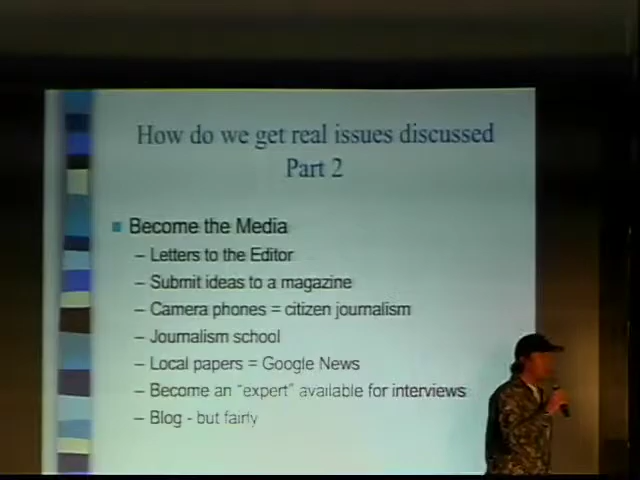 How do we get real issues discussed
Part 2
Become the Media
– Letters to the Editor
– Submit ideas to a magazine
– Camera phones = citizen journalism
– Journalism school
– Local papers = Google News
– Become an "expert" available for interviews
– Blog - but fairly